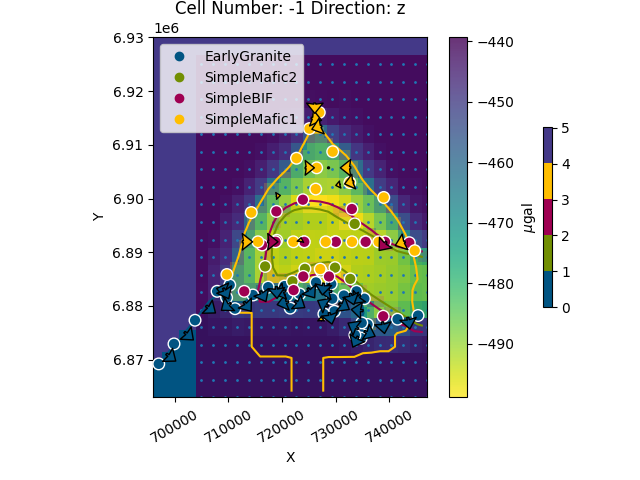 Cell Number: -1 Direction: z
1e6
6.93
6.92
6.91
6.90
6.89
6.88
6.87
Y
EarlyGranite
SimpleMafic2
SimpleBIF
SimpleMafic1
700000
710000
720000
730000
740000
X
−440
−450
−460
−470
−480
−490
μgal
5
4
3
2
1
0